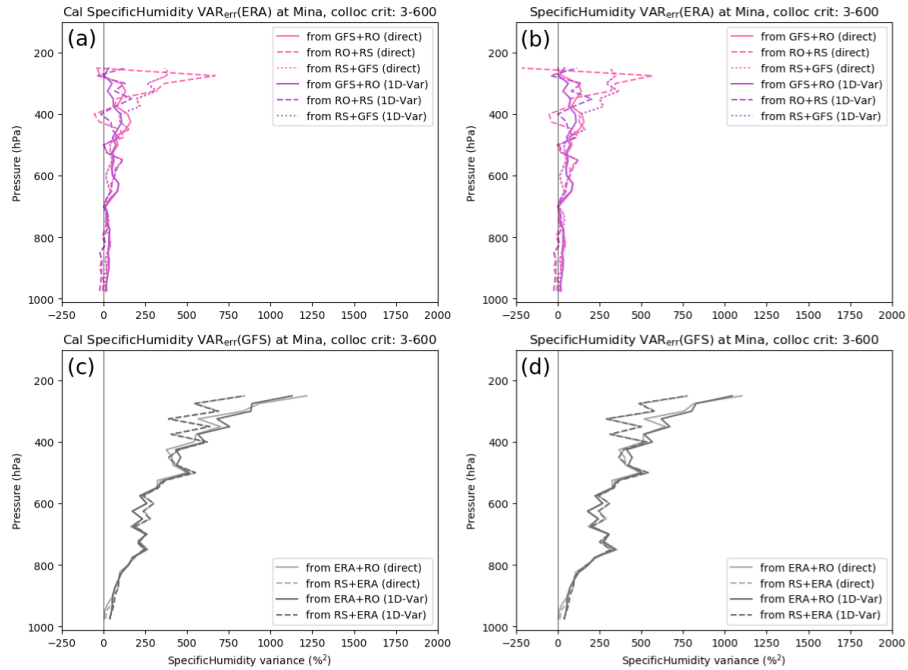 Cal SpecificHumidity VARerr(ERA) at Mina, colloc crit: 3-600
(a)
from GFS+RO (direct)
from RO+RS (direct)
from RS+GFS (direct)
from GFS+RO (1D-Var)
from RO+RS (1D-Var)
from RS+GFS (1D-Var)
Pressure (hPa)
200
400
600
800
1000
−250 0 250 500 750 1000 1250 1500 1750 2000
SpecificHumidity VARerr(ERA) at Mina, colloc crit: 3-600
(b)
from GFS+RO (direct)
from RO+RS (direct)
from RS+GFS (direct)
from GFS+RO (1D-Var)
from RO+RS (1D-Var)
from RS+GFS (1D-Var)
Pressure (hPa)
200
400
600
800
1000
−250 0 250 500 750 1000 1250 1500 1750 2000
Cal SpecificHumidity VARerr(GFS) at Mina, colloc crit: 3-600
(c)
Pressure (hPa)
200
400
600
800
1000
from ERA+RO (direct)
from RS+ERA (direct)
from ERA+RO (1D-Var)
from RS+ERA (1D-Var)
−250 0 250 500 750 1000 1250 1500 1750 2000
SpecificHumidity variance (%²)
SpecificHumidity VARerr(GFS) at Mina, colloc crit: 3-600
(d)
Pressure (hPa)
200
400
600
800
1000
from ERA+RO (direct)
from RS+ERA (direct)
from ERA+RO (1D-Var)
from RS+ERA (1D-Var)
−250 0 250 500 750 1000 1250 1500 1750 2000
SpecificHumidity variance (%²)